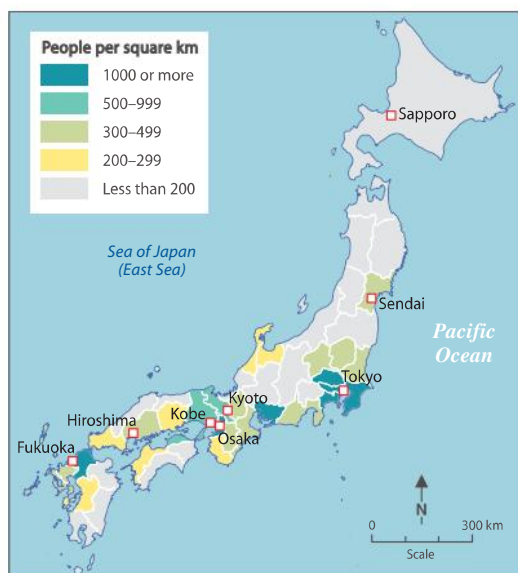 People per square km
1000 or more
500–999
300–499
200–299
Less than 200
Sapporo
Sea of Japan
(East Sea)
Sendai
Pacific
Ocean
Tokyo
Kyoto
Kobe
Hiroshima
Osaka
Fukuoka
N
0 300 km
Scale